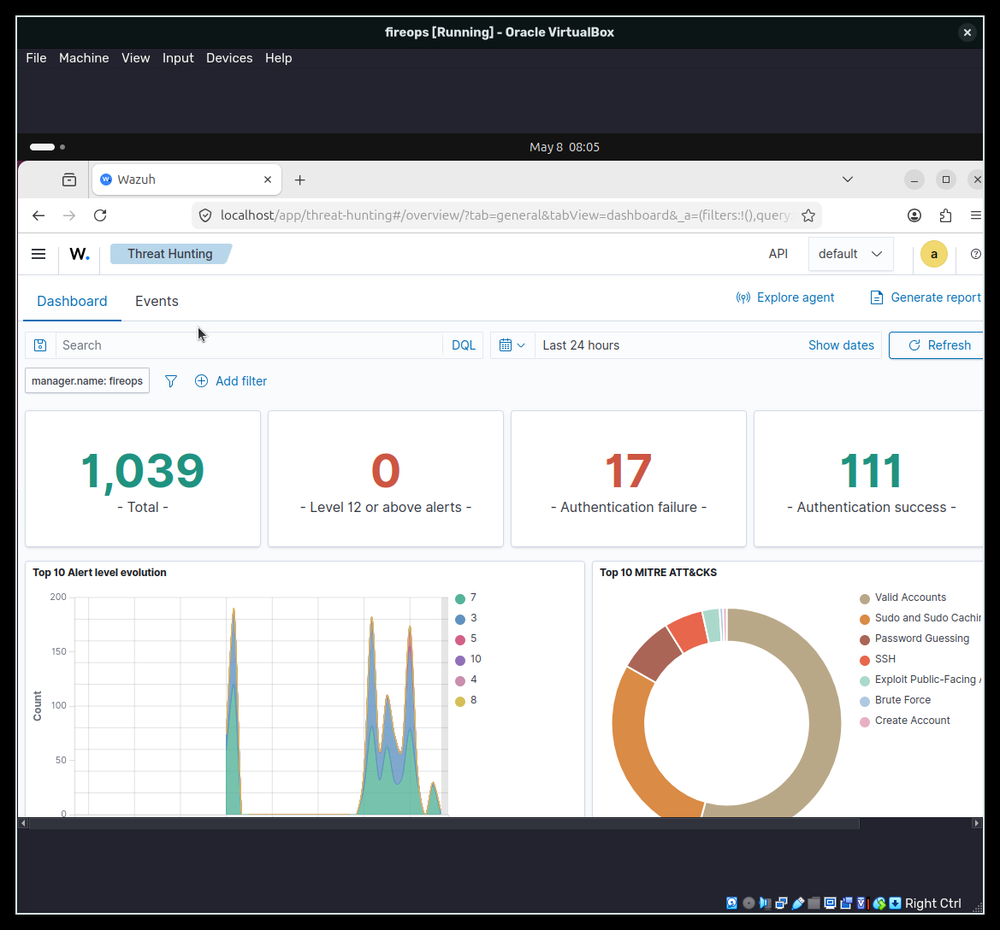 fireops [Running] - Oracle VirtualBox
File Machine View Input Devices Help
May 8 08:05
Wazuh
localhost/app/threat-hunting#/overview/?tab=general&tabView=dashboard&_a=(filters:!(),query:
W. Threat Hunting API default a
Dashboard Events Explore agent Generate report
Search DQL Last 24 hours Show dates Refresh
manager.name: fireops Add filter
1,039 0 17 111
- Total - - Level 12 or above alerts - - Authentication failure - - Authentication success -
Top 10 Alert level evolution Top 10 MITRE ATT&CKS
200
150
100
50
0
Count
7
3
5
10
4
8
Valid Accounts
Sudo and Sudo Cachin
Password Guessing
SSH
Exploit Public-Facing
Brute Force
Create Account
Right Ctrl